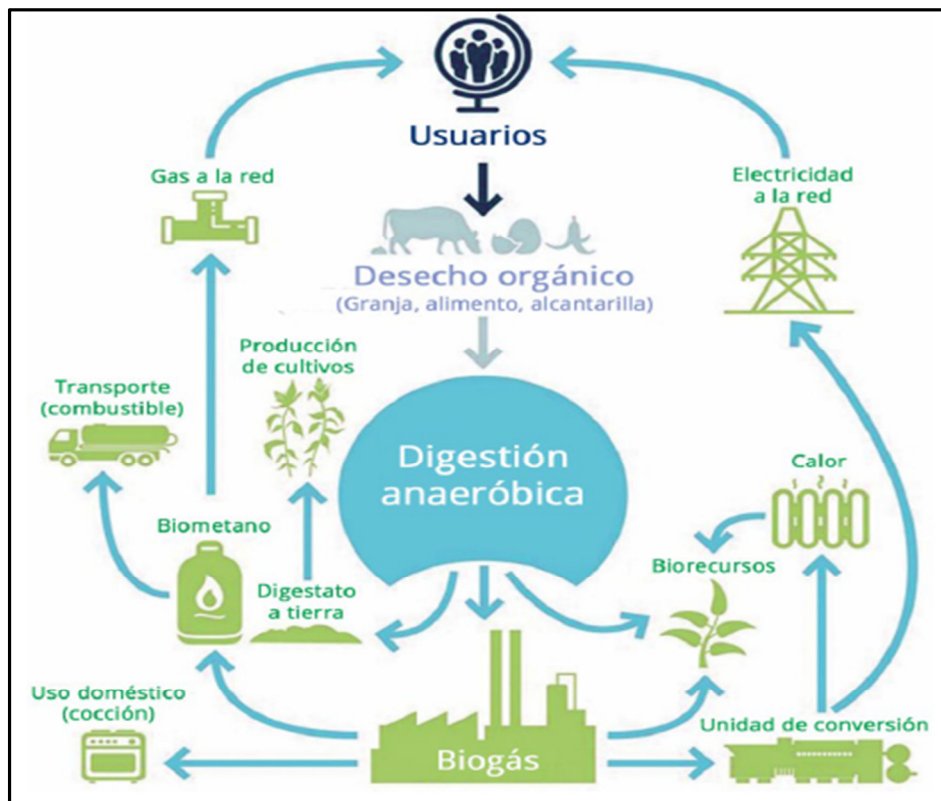 Usuarios
Gas a la red
Electricidad
a la red
Desecho orgánico
(Granja, alimento, alcantarilla)
Producción
de cultivos
Transporte
(combustible)
Digestión
anaeróbica
Calor
Biometano
Biorecursos
Digestato
a tierra
Uso doméstico
(cocción)
Unidad de conversión
Biogás